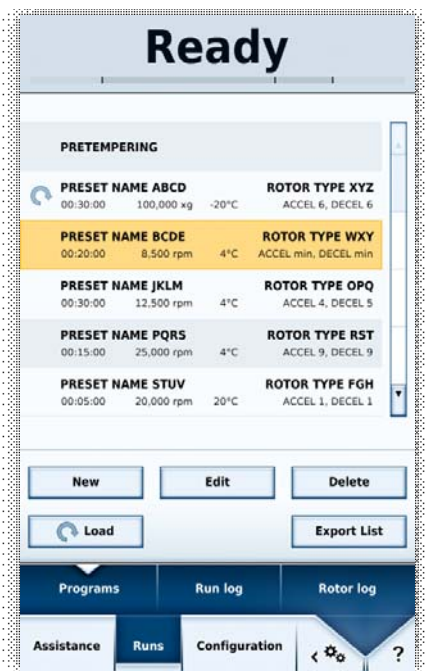 Ready
PRETEMPERING
PRESET NAME ABCD ROTOR TYPE XYZ
00:30:00 100,000 xg -20°C ACCEL 6, DECEL 6
PRESET NAME BCDE ROTOR TYPE WXY
00:20:00 8,500 rpm 4°C ACCEL min, DECEL min
PRESET NAME JKLM ROTOR TYPE OPQ
00:30:00 12,500 rpm 4°C ACCEL 4, DECEL 5
PRESET NAME PQRS ROTOR TYPE RST
00:15:00 25,000 rpm 4°C ACCEL 9, DECEL 9
PRESET NAME STUV ROTOR TYPE FGH
00:05:00 20,000 rpm 20°C ACCEL 1, DECEL 1
New Edit Delete
Load Export List
Programs Run log Rotor log
Assistance Runs Configuration < ?